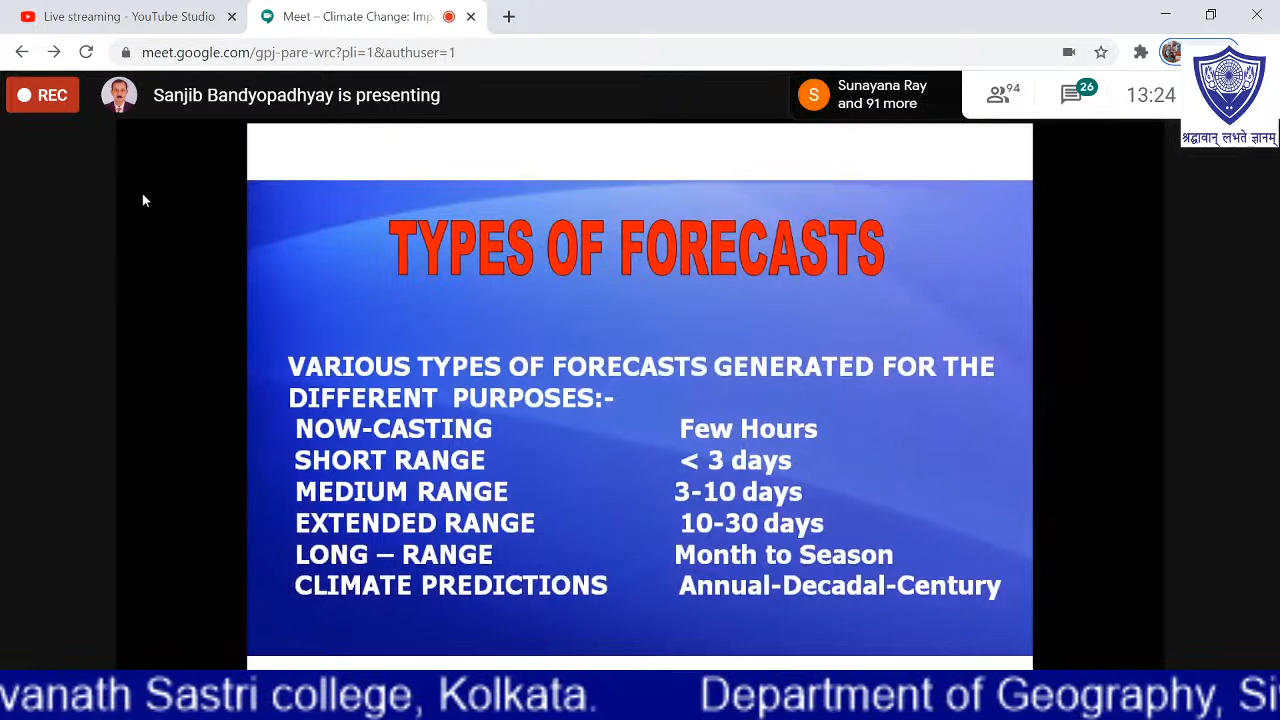 Live streaming - YouTube Studio
Meet – Climate Change: Imp
meet.google.com/gpj-pare-wrc?pli=1&authuser=1
REC
Sanjib Bandyopadhyay is presenting
S
Sunayana Ray
and 91 more
94
26
13:24
श्रद्धावान् लभते ज्ञानम्
TYPES OF FORECASTS
VARIOUS TYPES OF FORECASTS GENERATED FOR THE
DIFFERENT PURPOSES:-
NOW-CASTING Few Hours
SHORT RANGE < 3 days
MEDIUM RANGE 3-10 days
EXTENDED RANGE 10-30 days
LONG – RANGE Month to Season
CLIMATE PREDICTIONS Annual-Decadal-Century
vanath Sastri college, Kolkata. Department of Geography, Si